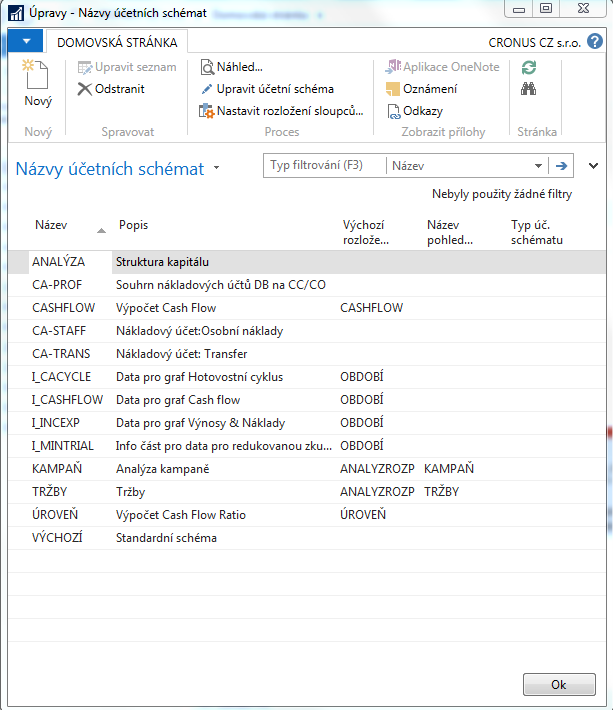 Úpravy - Názvy účetních schémat
DOMOVSKÁ STRÁNKA
CRONUS CZ s.r.o.
Nový
Upravit seznam
Odstranit
Náhled...
Upravit účetní schéma
Nastavit rozložení sloupců...
Aplikace OneNote
Oznámení
Odkazy
Nový
Spravovat
Proces
Zobrazit přílohy
Stránka
Názvy účetních schémat
Typ filtrování (F3)
Název
Nebyly použity žádné filtry
Název Popis Výchozí rozlože... Název pohled... Typ úč. schématu
ANALÝZA Struktura kapitálu
CA-PROF Souhrn nákladových účtů DB na CC/CO
CASHFLOW Výpočet Cash Flow CASHFLOW
CA-STAFF Nákladový účet:Osobní náklady
CA-TRANS Nákladový účet: Transfer
I_CACYCLE Data pro graf Hotovostní cyklus OBDOBÍ
I_CASHFLOW Data pro graf Cash flow OBDOBÍ
I_INCEXP Data pro graf Výnosy & Náklady OBDOBÍ
I_MINTRIAL Info část pro data pro redukovanou zku... OBDOBÍ
KAMPAŇ Analýza kampaně ANALYZROZP KAMPAŇ
TRŽBY Tržby ANALYZROZP TRŽBY
ÚROVEŇ Výpočet Cash Flow Ratio ÚROVEŇ
VÝCHOZÍ Standardní schéma
Ok